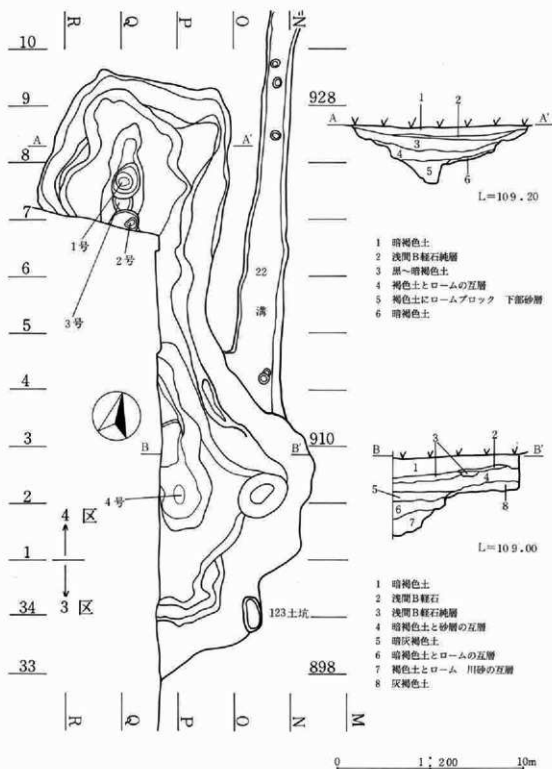 R Q P O N
10
9
8
7
6
5
4
3
2
1
34
33
928
910
898
A A'
1号
2号
3号
22
溝
B B'
4号
4 区
3 区
123土坑
R Q P O N M
1 2
A A'
3
4
5
6
L=109.20
1 暗褐色土
2 浅間B軽石純層
3 黒～暗褐色土
4 褐色土とロームの互層
5 褐色土にロームブロック 下部砂層
6 暗褐色土
3 2
B B'
1
4
5
6
7
8
L=109.00
1 暗褐色土
2 浅間B軽石
3 浅間B軽石純層
4 暗褐色土と砂層の互層
5 暗灰褐色土
6 暗褐色土とロームの互層
7 褐色土とローム 川砂の互層
8 灰褐色土
0 1:200 10m